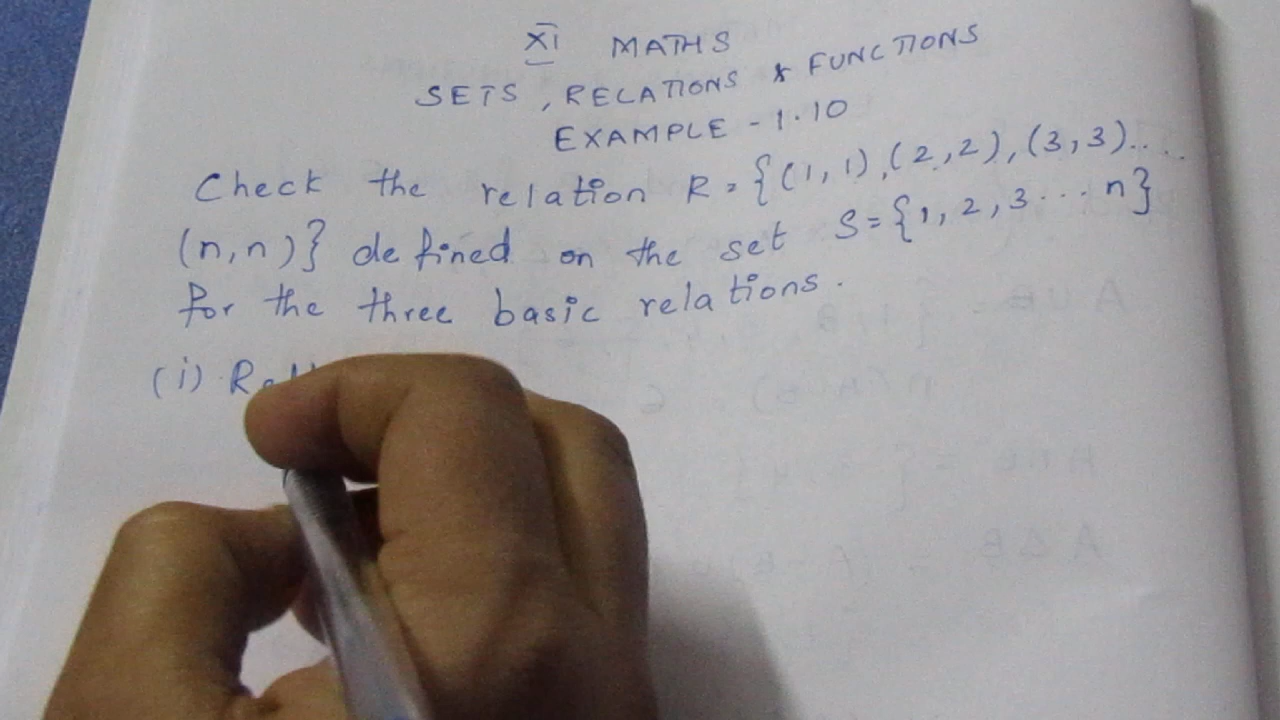 XI MATHS
SETS, RELATIONS & FUNCTIONS
EXAMPLE - 1.10
Check the relation R = {(1,1),(2,2),(3,3)....
(n,n)} defined on the set S = {1,2,3... n}
for the three basic relations.
(i)